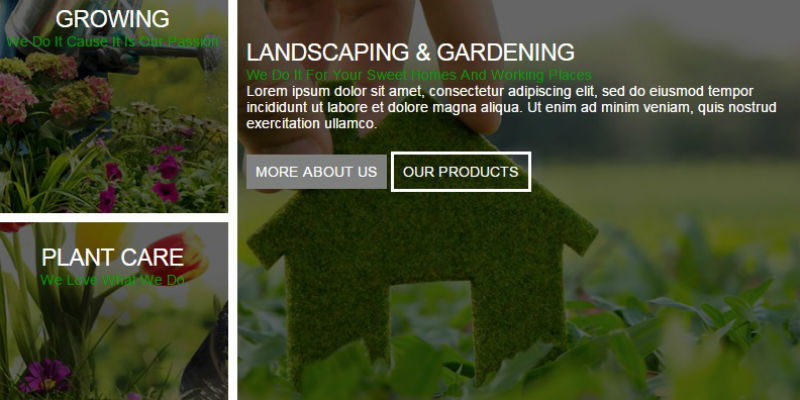 GROWING
We Do It Cause It Is Our Passion
PLANT CARE
We Love What We Do
LANDSCAPING & GARDENING
We Do It For Your Sweet Homes And Working Places
Lorem ipsum dolor sit amet, consectetur adipiscing elit, sed do eiusmod tempor
incididunt ut labore et dolore magna aliqua. Ut enim ad minim veniam, quis nostrud
exercitation ullamco.
MORE ABOUT US
OUR PRODUCTS